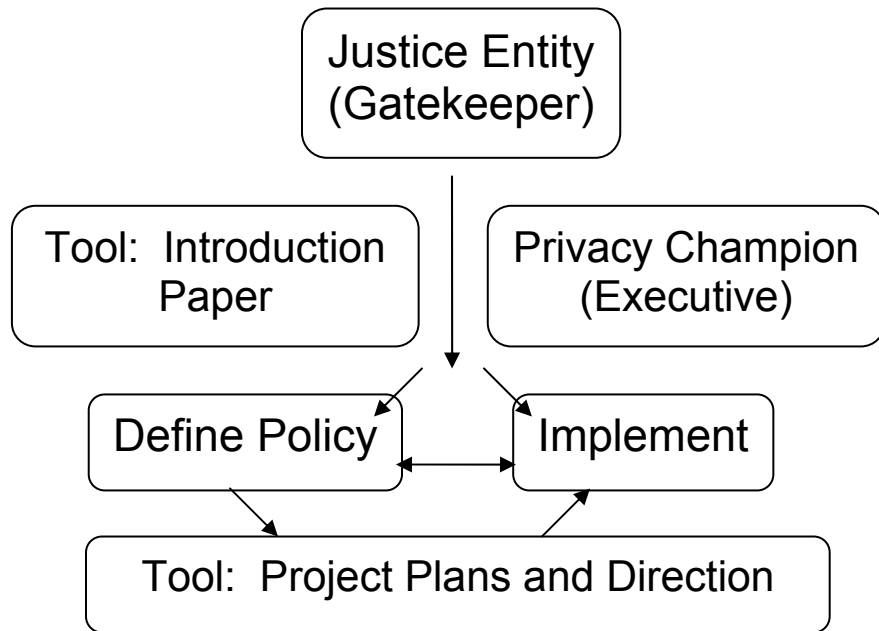 Justice Entity
(Gatekeeper)
Tool: Introduction
Paper
Privacy Champion
(Executive)
Define Policy
Implement
Tool: Project Plans and Direction